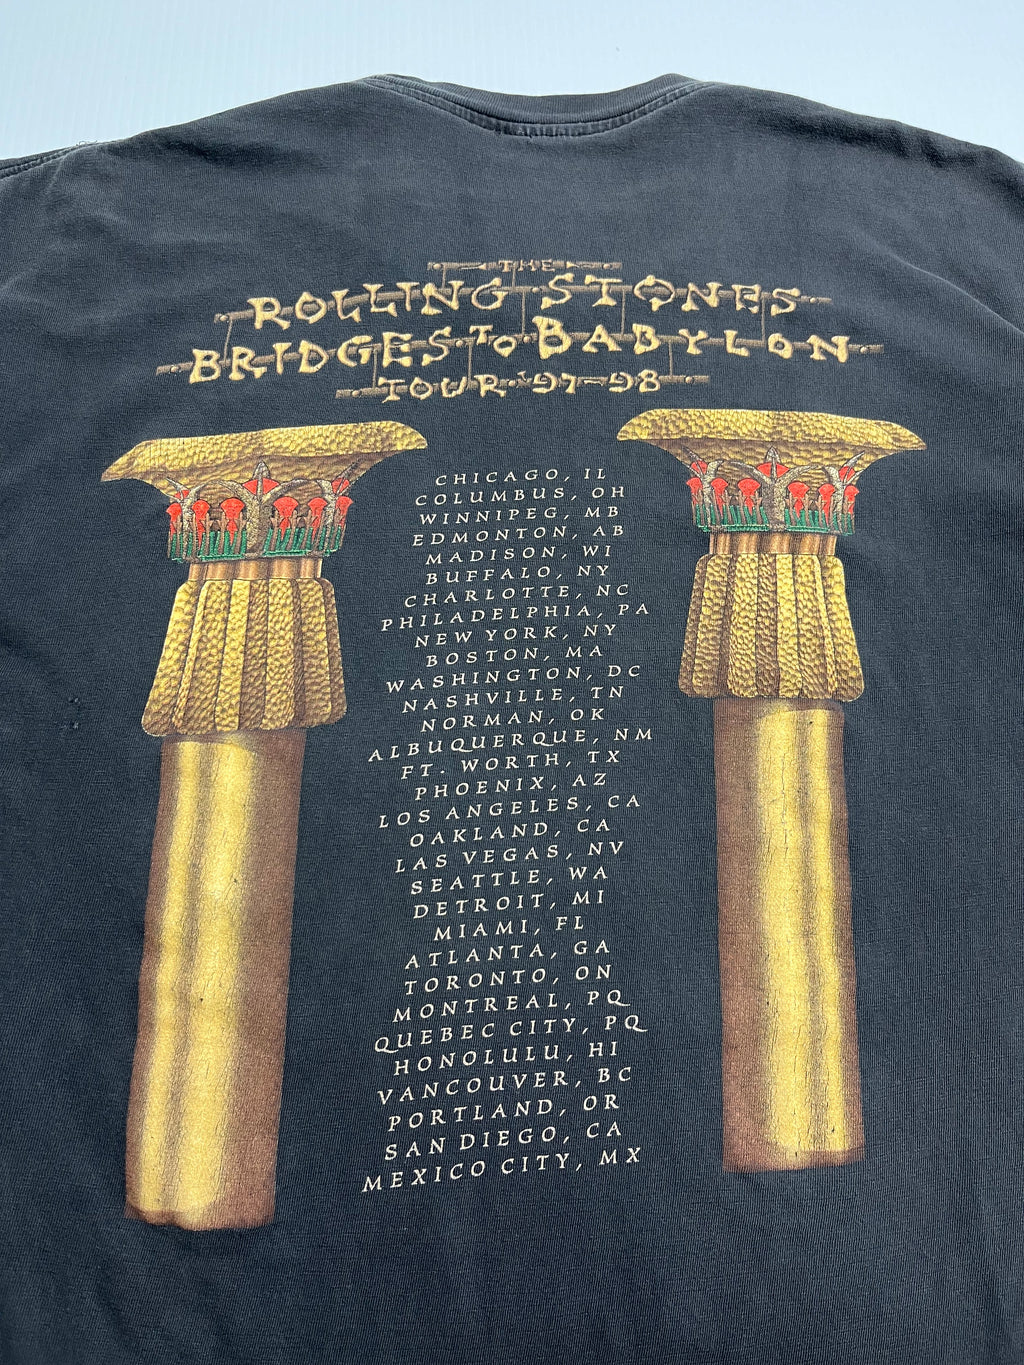 THE
ROLLING STONES
BRIDGES TO BABYLON
TOUR '97-98
CHICAGO, IL
COLUMBUS, OH
WINNIPEG, MB
EDMONTON, AB
MADISON, WI
BUFFALO, NY
CHARLOTTE, NC
PHILADELPHIA, PA
NEW YORK, NY
BOSTON, MA
WASHINGTON, DC
NASHVILLE, TN
NORMAN, OK
ALBUQUERQUE, NM
FT. WORTH, TX
PHOENIX, AZ
LOS ANGELES, CA
OAKLAND, CA
LAS VEGAS, NV
SEATTLE, WA
DETROIT, MI
MIAMI, FL
ATLANTA, GA
TORONTO, ON
MONTREAL, PQ
QUEBEC CITY, PQ
HONOLULU, HI
VANCOUVER, BC
PORTLAND, OR
SAN DIEGO, CA
MEXICO CITY, MX